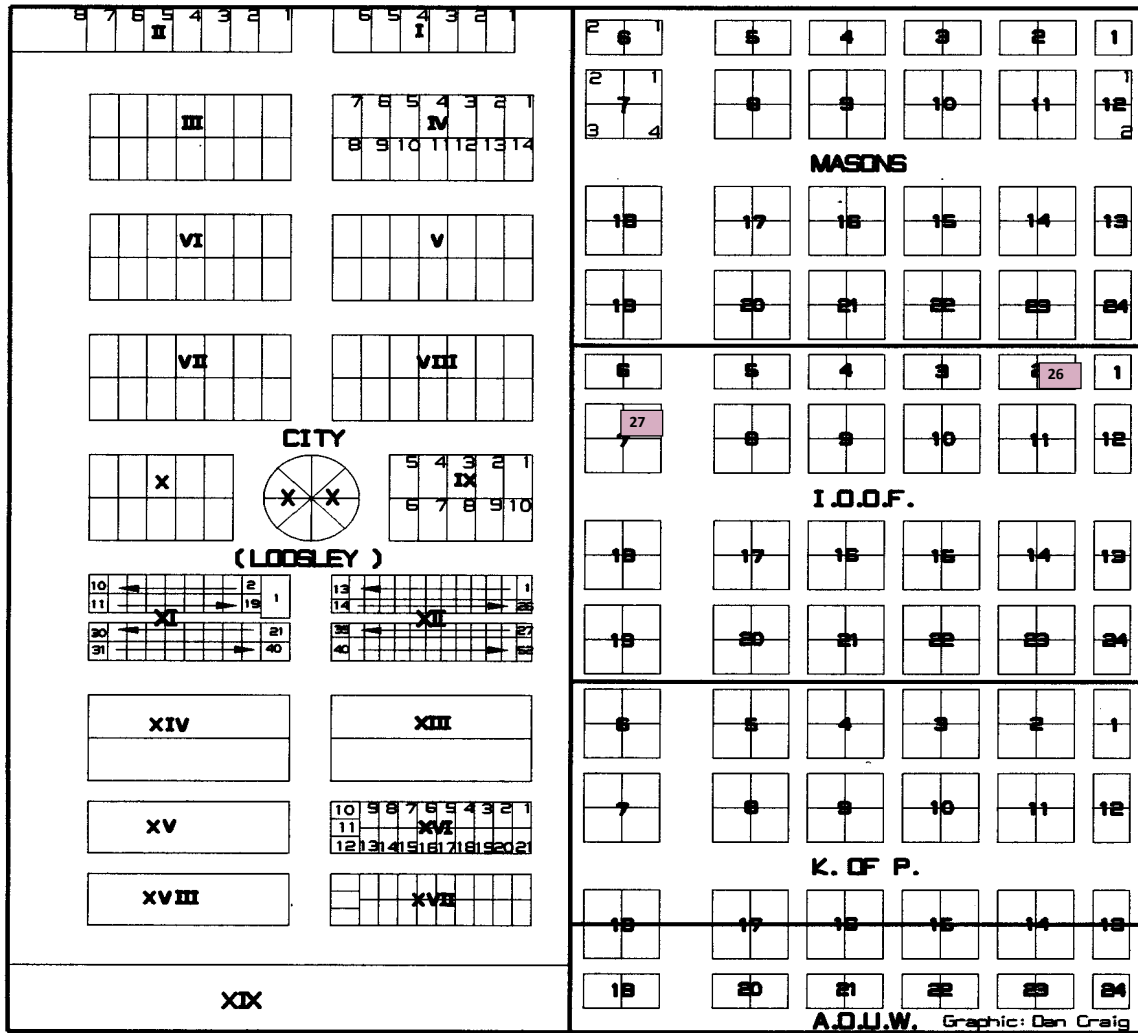 8 7 6 5 4 3 2 1
II
6 5 4 3 2 1
I
III
7 6 5 4 3 2 1
IV
8 9 10 11 12 13 14
VI
V
VII
VIII
CITY
X
X X
5 4 3 2 1
IX
6 7 8 9 10
(LOOSLEY)
10 2 1
11 19
XI
30 21
31 40
13 1
14 26
XII
39 27
40 52
XIV
XIII
XV
10 9 8 7 6 5 4 3 2 1
11 XVI
12 13 14 15 16 17 18 19 20 21
XVIII
XVII
XIX
2 6 1 5 4 3 2 1
2 1 1
7 8 9 10 11 12
3 4 2
MASONS
18 17 16 15 14 13
19 20 21 22 23 24
6 5 4 3 2 26 1
27
7 8 9 10 11 12
I.O.O.F.
18 17 16 15 14 13
19 20 21 22 23 24
6 5 4 3 2 1
7 8 9 10 11 12
K. OF P.
18 17 16 15 14 13
19 20 21 22 23 24
A.O.U.W. Graphic: Dan Craig